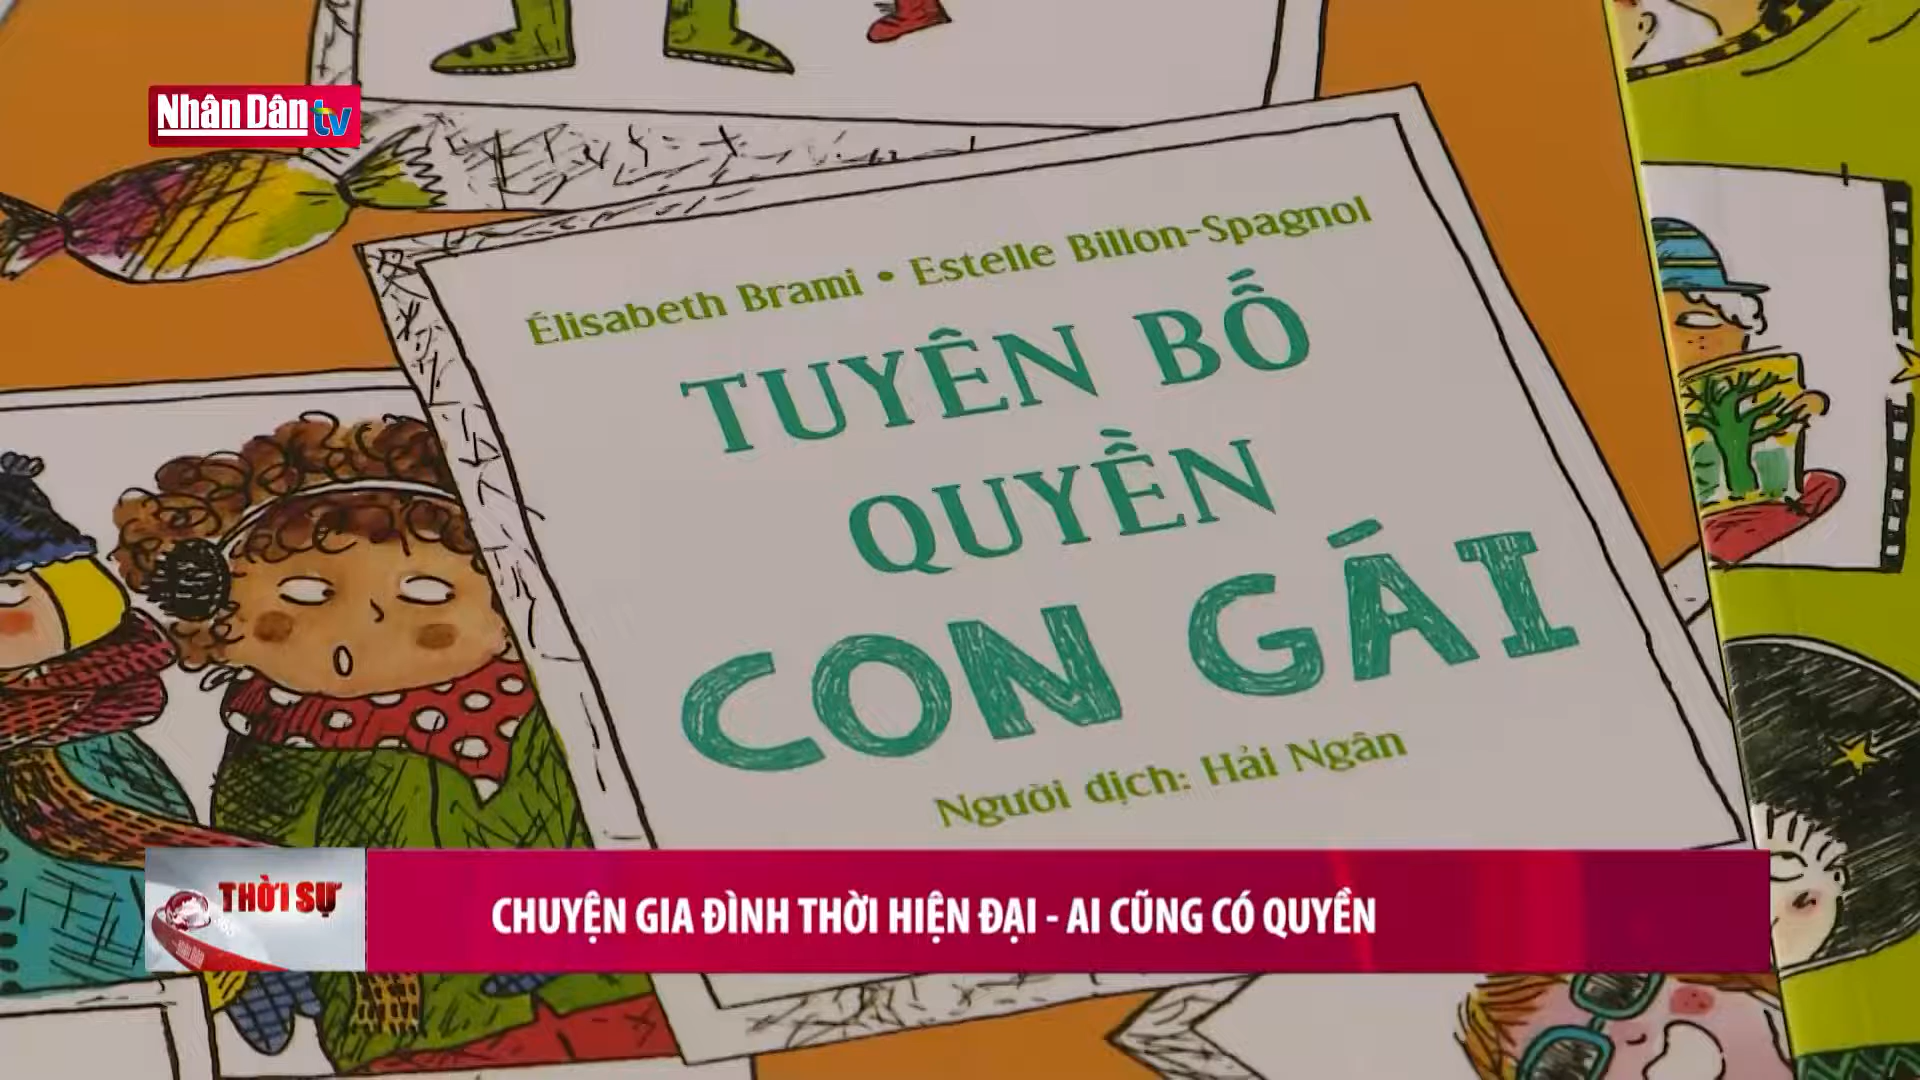 Nhân Dân tv
Élisabeth Brami • Estelle Billon-Spagnol
TUYÊN BỐ
QUYỀN
CON GÁI
Người dịch: Hải Ngân
THỜI SỰ
CHUYỆN GIA ĐÌNH THỜI HIỆN ĐẠI - AI CŨNG CÓ QUYỀN